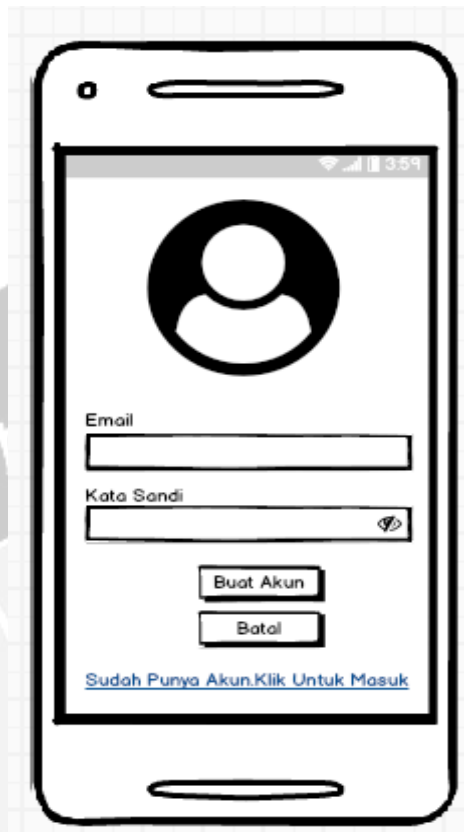 3:59
Email
Kata Sandi
Buat Akun
Batal
Sudah Punya Akun.Klik Untuk Masuk